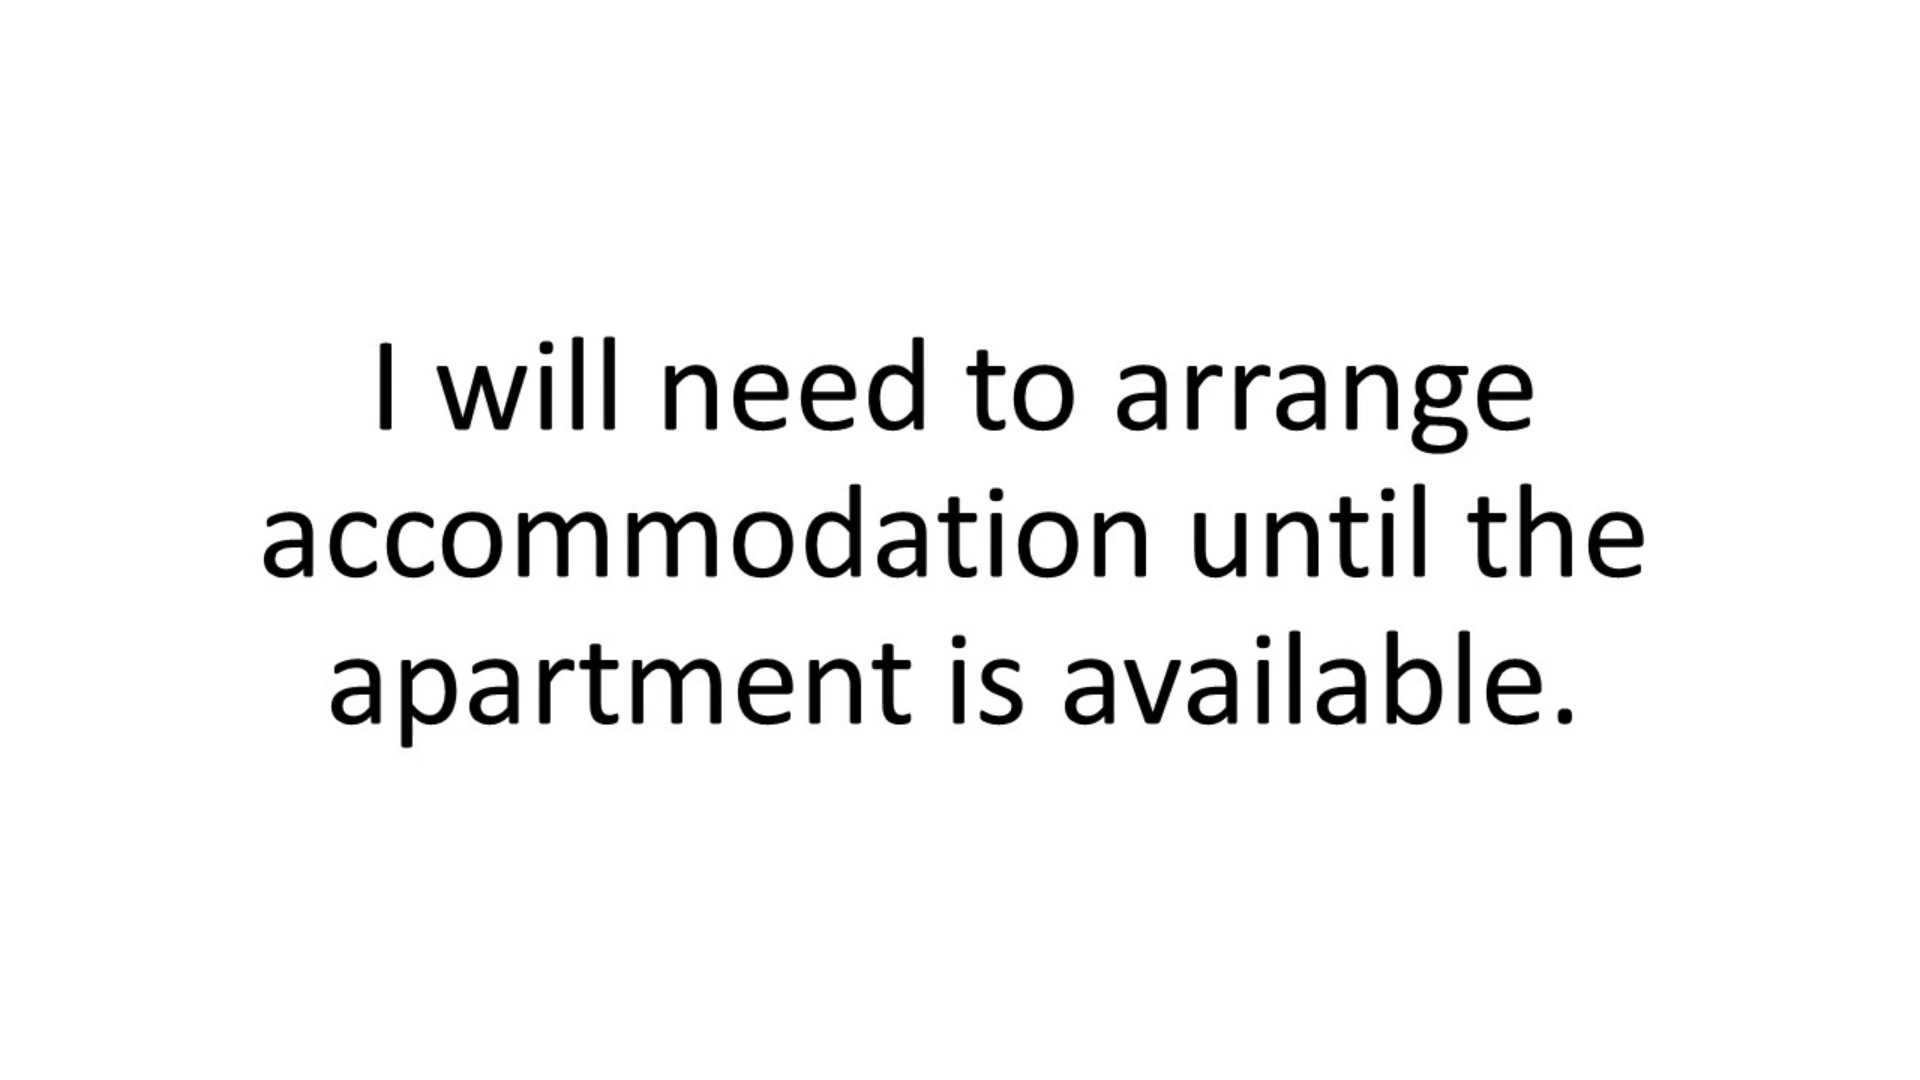 I will need to arrange
accommodation until the
apartment is available.